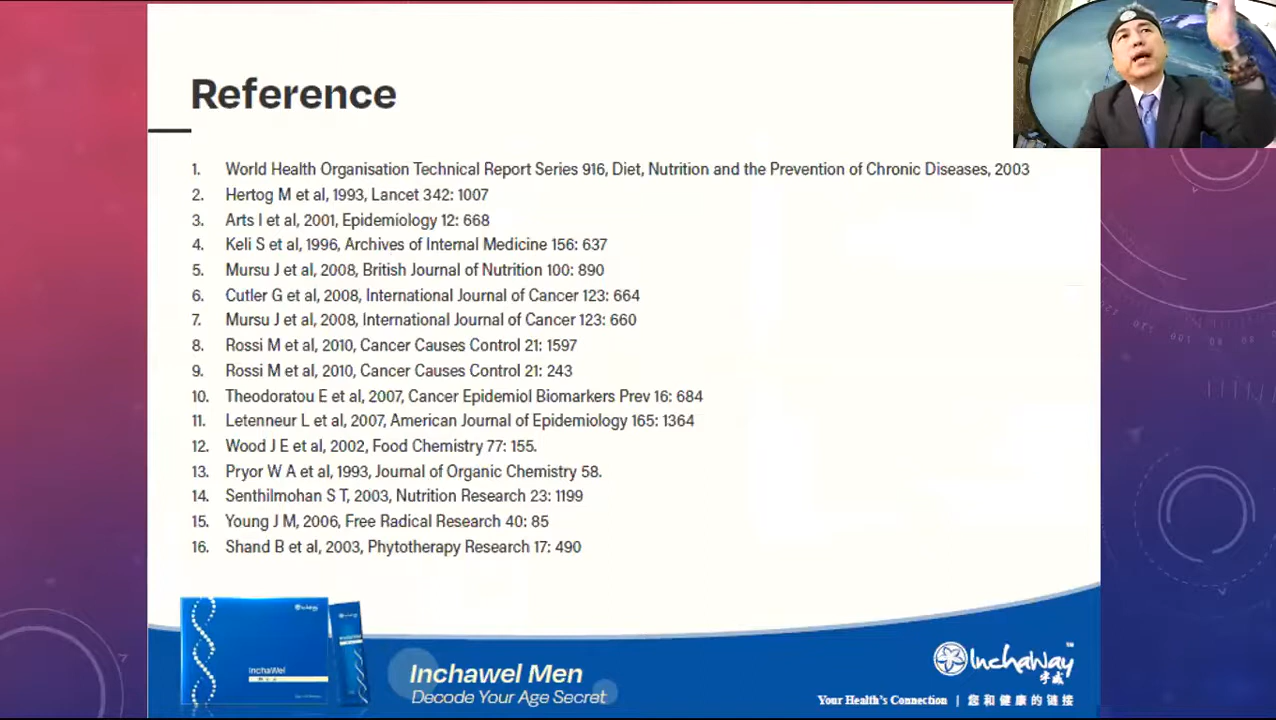 Reference
1. World Health Organisation Technical Report Series 916, Diet, Nutrition and the Prevention of Chronic Diseases, 2003
2. Hertog M et al, 1993, Lancet 342: 1007
3. Arts I et al, 2001, Epidemiology 12: 668
4. Keli S et al, 1996, Archives of Internal Medicine 156: 637
5. Mursu J et al, 2008, British Journal of Nutrition 100: 890
6. Cutler G et al, 2008, International Journal of Cancer 123: 664
7. Mursu J et al, 2008, International Journal of Cancer 123: 660
8. Rossi M et al, 2010, Cancer Causes Control 21: 1597
9. Rossi M et al, 2010, Cancer Causes Control 21: 243
10. Theodoratou E et al, 2007, Cancer Epidemiol Biomarkers Prev 16: 684
11. Letenneur L et al, 2007, American Journal of Epidemiology 165: 1364
12. Wood J E et al, 2002, Food Chemistry 77: 155.
13. Pryor W A et al, 1993, Journal of Organic Chemistry 58.
14. Senthilmohan S T, 2003, Nutrition Research 23: 1199
15. Young J M, 2006, Free Radical Research 40: 85
16. Shand B et al, 2003, Phytotherapy Research 17: 490
InchaWel
Inchawel Men
Decode Your Age Secret
InchaWay™
宇威
Your Health's Connection | 您和健康的链接